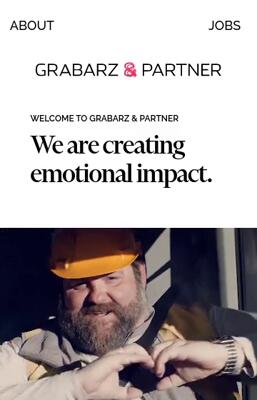 ABOUT JOBS
GRABARZ & PARTNER
WELCOME TO GRABARZ & PARTNER
We are creating
emotional impact.